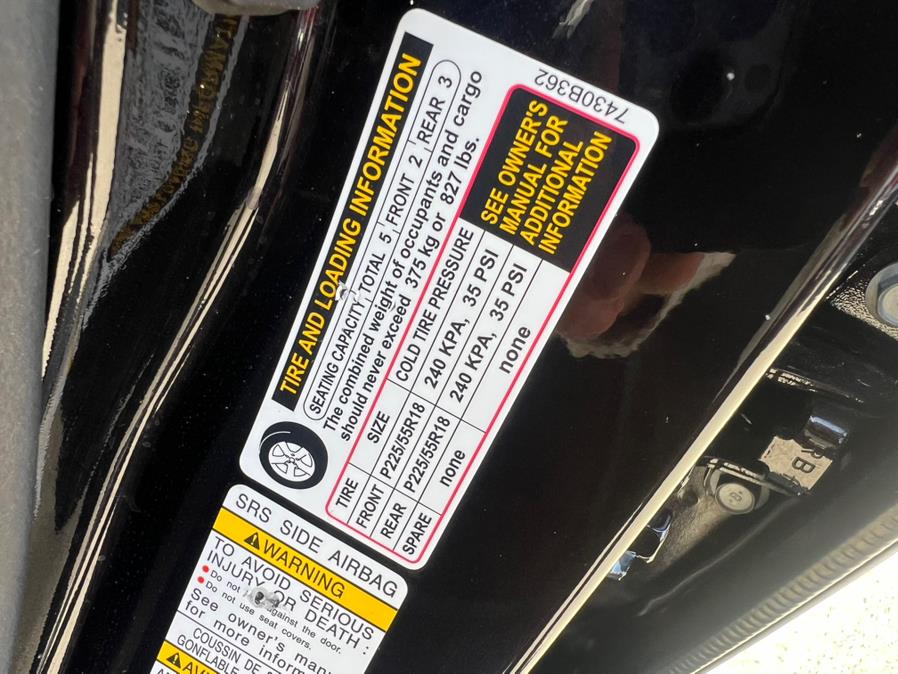 7430B362
TIRE AND LOADING INFORMATION
SEATING CAPACITY TOTAL 5 FRONT 2 REAR 3
The combined weight of occupants and cargo
should never exceed 375 kg or 827 lbs.
TIRE SIZE COLD TIRE PRESSURE
FRONT P225/55R18 240 KPA, 35 PSI
REAR P225/55R18 240 KPA, 35 PSI
SPARE none none
SEE OWNER'S
MANUAL FOR
ADDITIONAL
INFORMATION
SRS SIDE AIRBAG
WARNING
TO AVOID SERIOUS
INJURY OR DEATH :
Do not against the door.
Do not use seat covers.
See owner's man
for more inform
COUSSIN DE
GONFLABLE